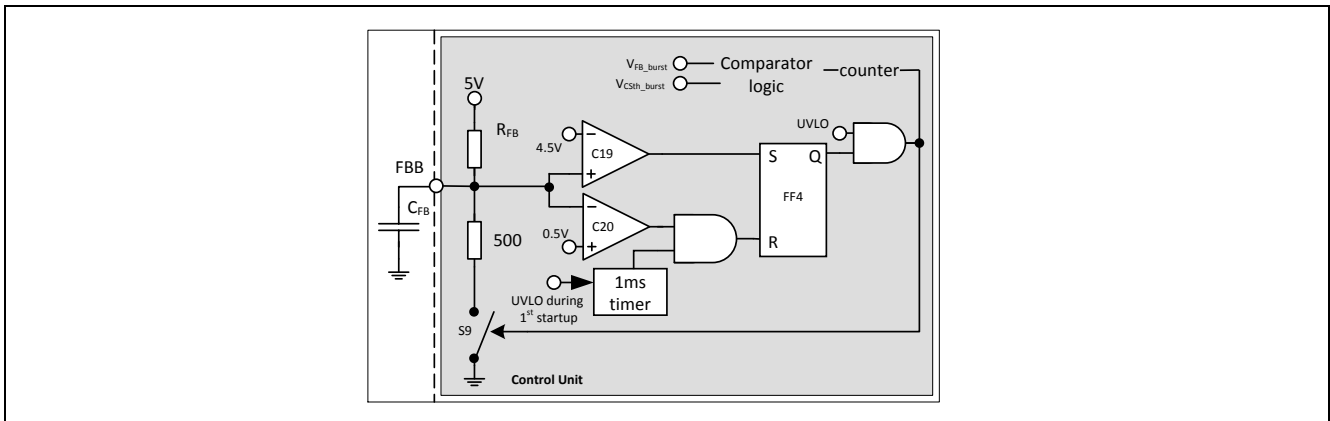 V_FB_burst
Comparator
logic
counter
V_CSth_burst
5V
R_FB
UVLO
4.5V
C19
S
Q
FBB
FF4
C_FB
500
C20
0.5V
R
1ms
timer
UVLO during
1st startup
S9
Control Unit